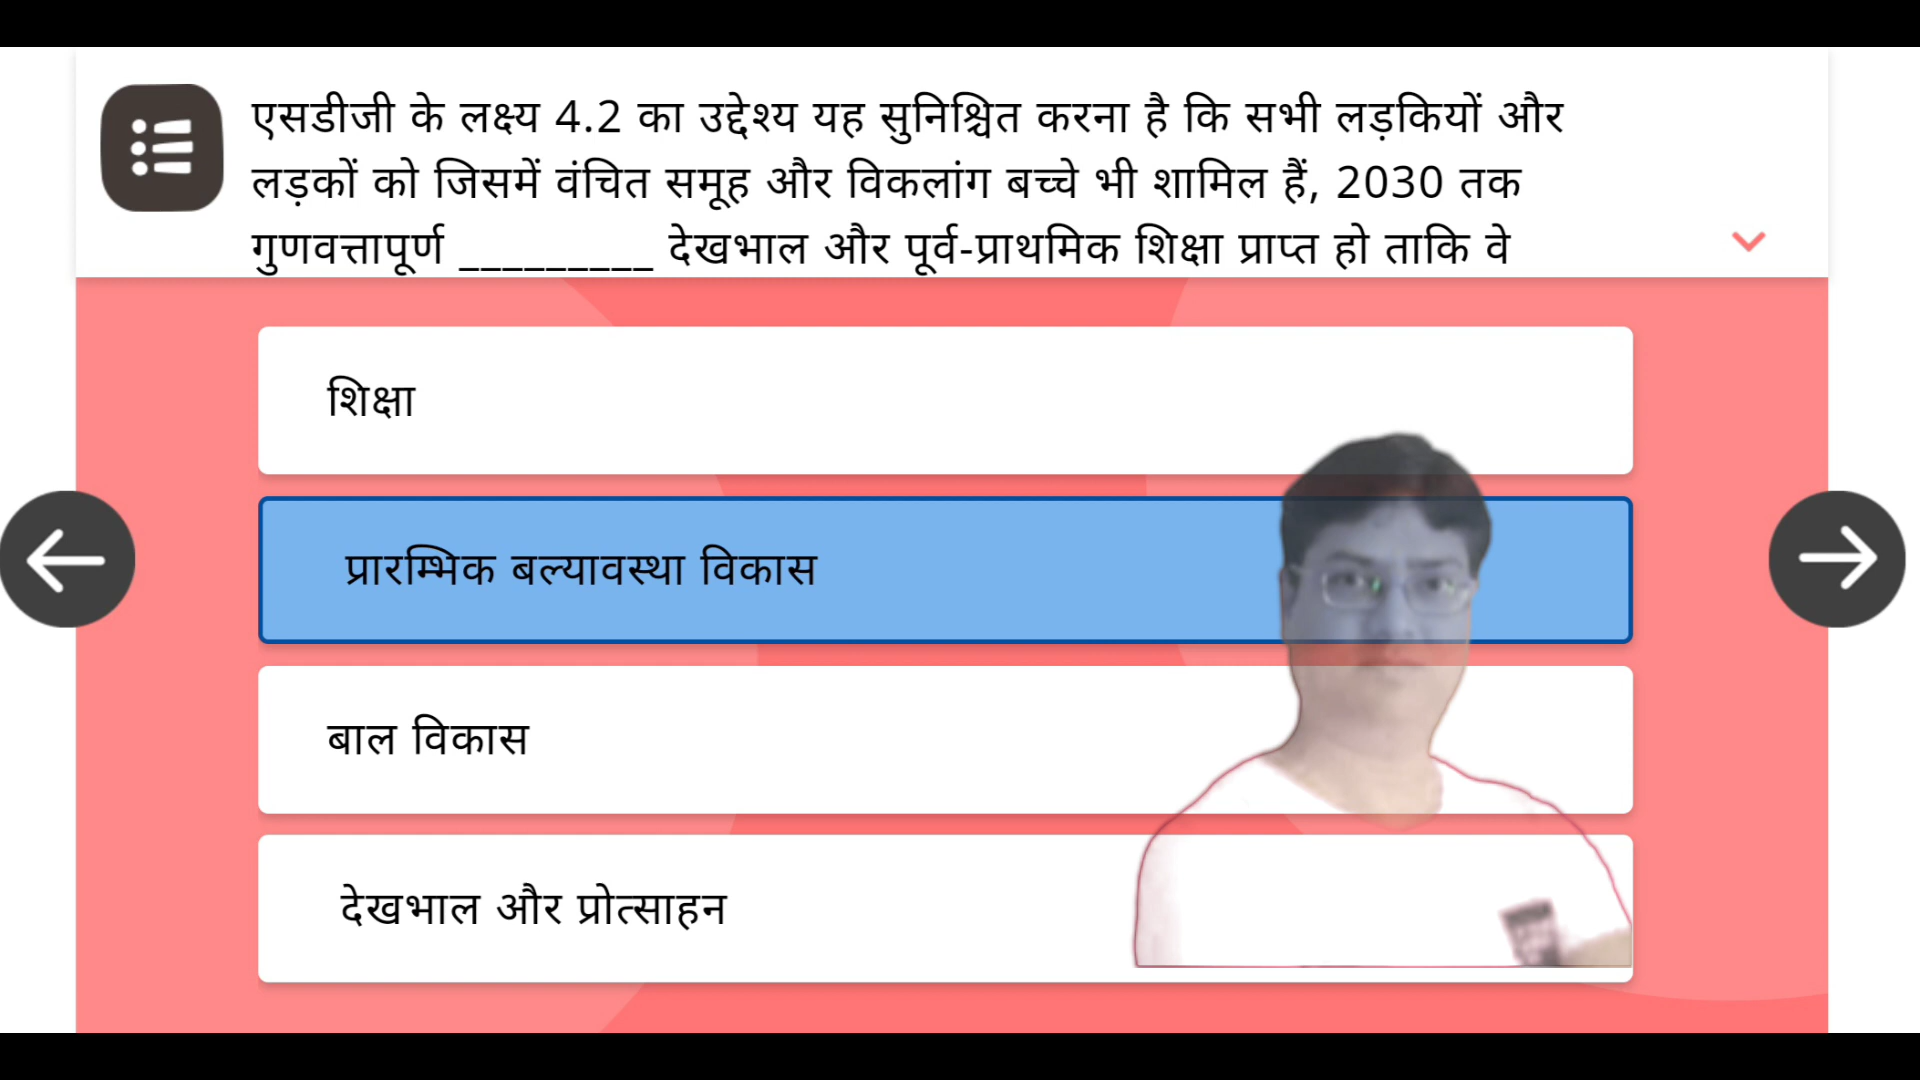 एसडीजी के लक्ष्य 4.2 का उद्देश्य यह सुनिश्चित करना है कि सभी लड़कियों और
लड़कों को जिसमें वंचित समूह और विकलांग बच्चे भी शामिल हैं, 2030 तक
गुणवत्तापूर्ण _________ देखभाल और पूर्व-प्राथमिक शिक्षा प्राप्त हो ताकि वे
शिक्षा
प्रारम्भिक बल्यावस्था विकास
बाल विकास
देखभाल और प्रोत्साहन